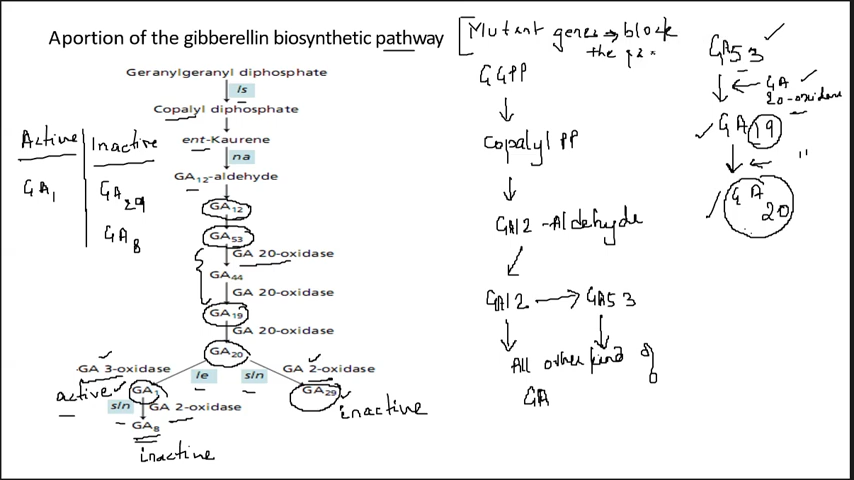 Aportion of the gibberellin biosynthetic pathway
Geranylgeranyl diphosphate
ls
Copalyl diphosphate
ent-Kaurene
na
GA12-aldehyde
GA12
GA53
GA 20-oxidase
GA44
GA 20-oxidase
GA19
GA 20-oxidase
GA20
GA 3-oxidase
le
sln
GA 2-oxidase
active
GA1
GA29
inactive
sln
GA 2-oxidase
GA8
inactive
Active
Inactive
GA1
GA29
GA8
Mutant genes → block
the
GGPP
Copalyl PP
GA12-Aldehyde
GA12 → GA53
All other kind of
GA
GA53
GA
20-oxidase
GA19
"
GA
20